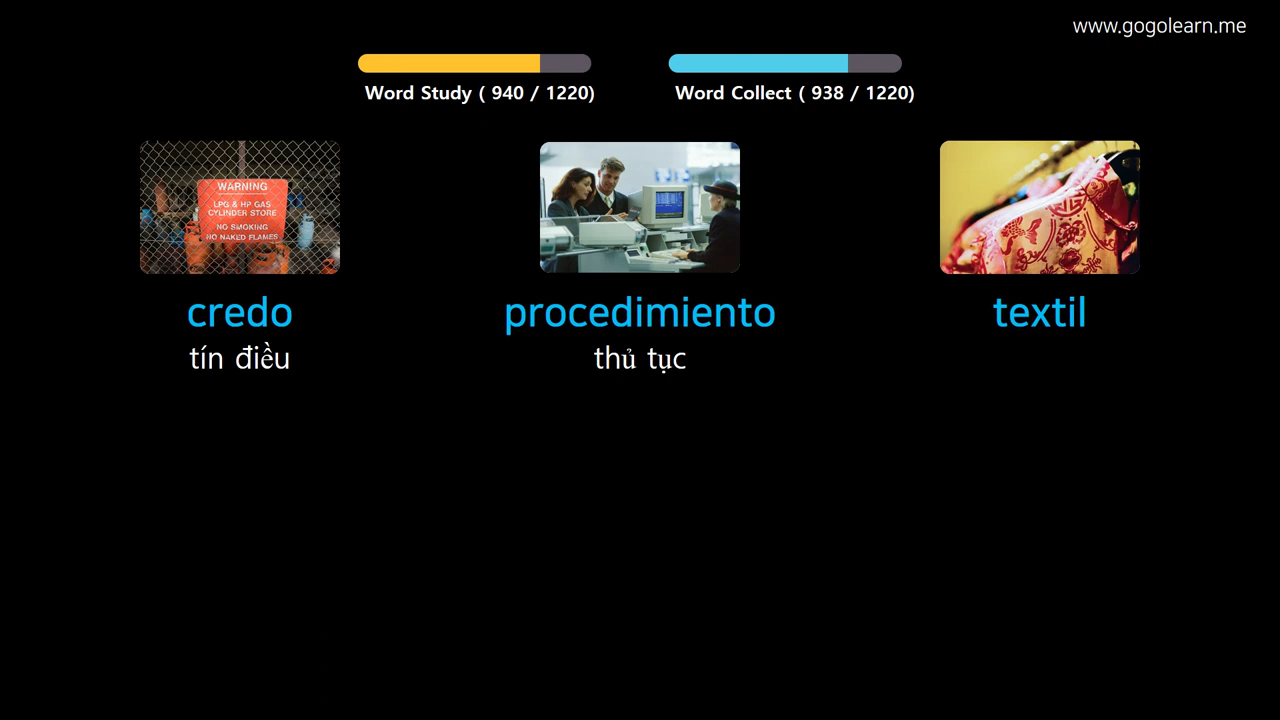 www.gogolearn.me
Word Study ( 940 / 1220)
Word Collect ( 938 / 1220)
WARNING
LPG & HP GAS
CYLINDER STORE
NO SMOKING
NO NAKED FLAMES
credo
procedimiento
textil
tín điều
thủ tục